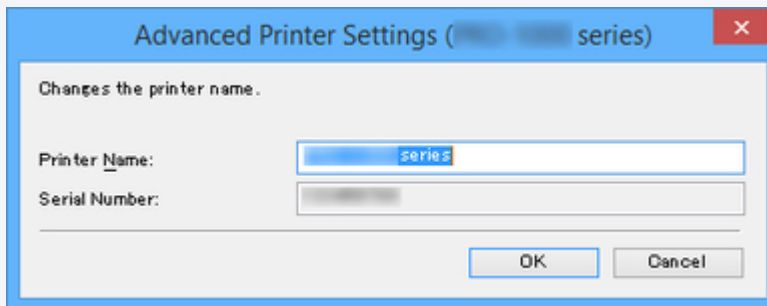 Advanced Printer Settings ( series)
Changes the printer name.
Printer Name: series
Serial Number:
OK Cancel